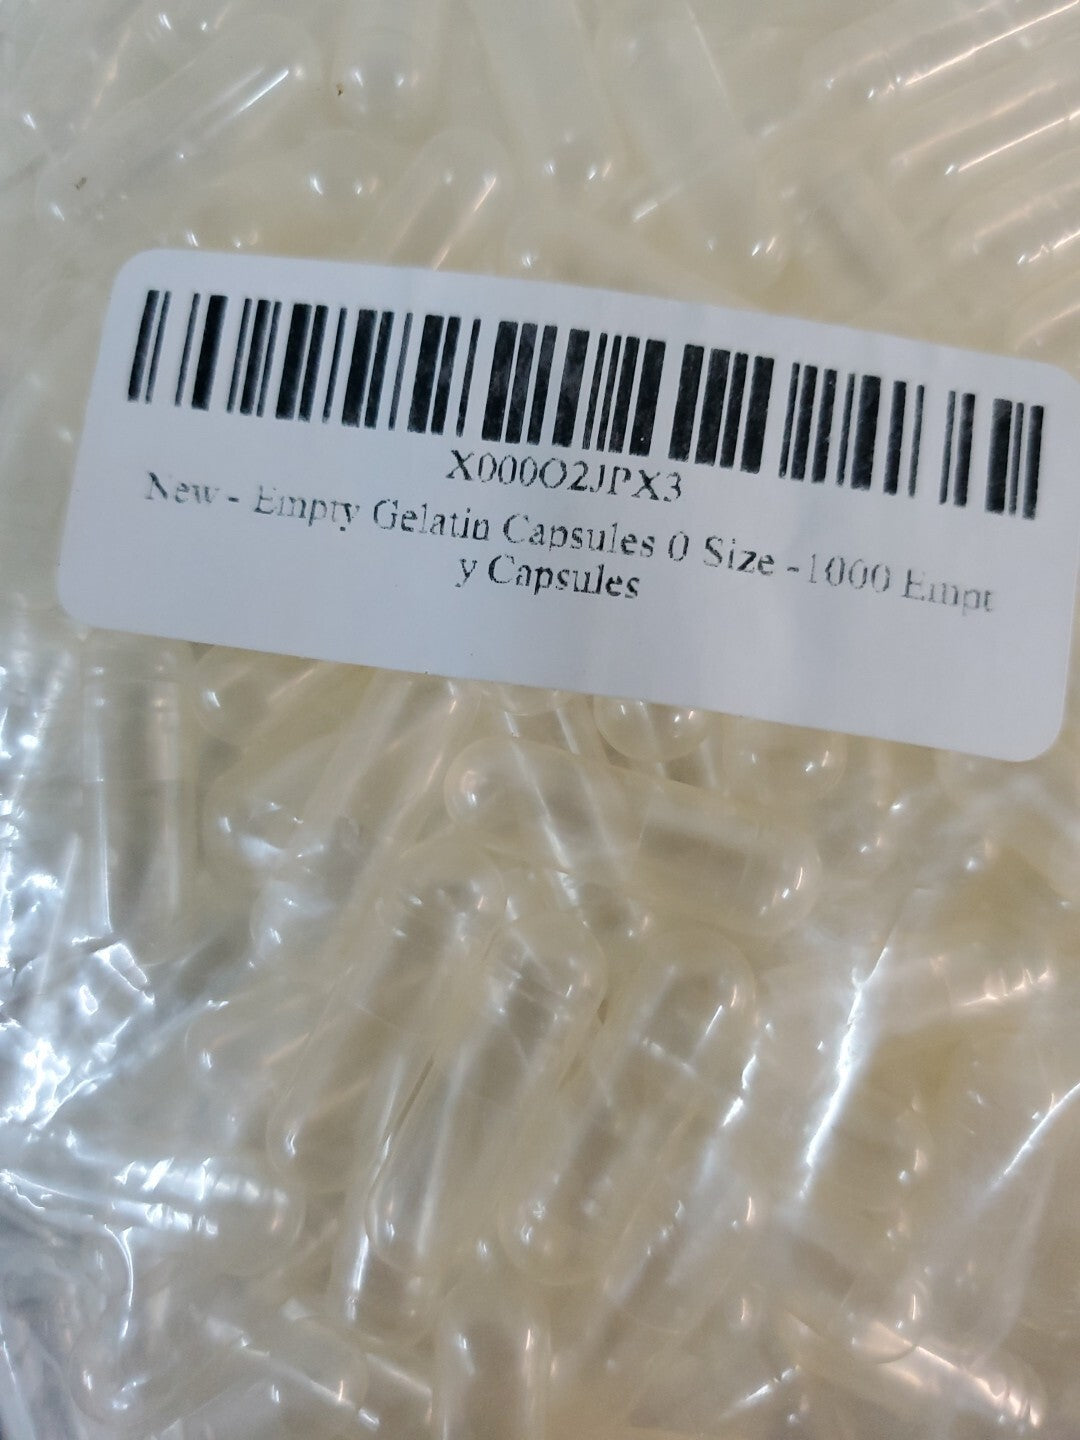 X000O2JPX3
New - Empty Gelatin Capsules 0 Size -1000 Empt
y Capsules